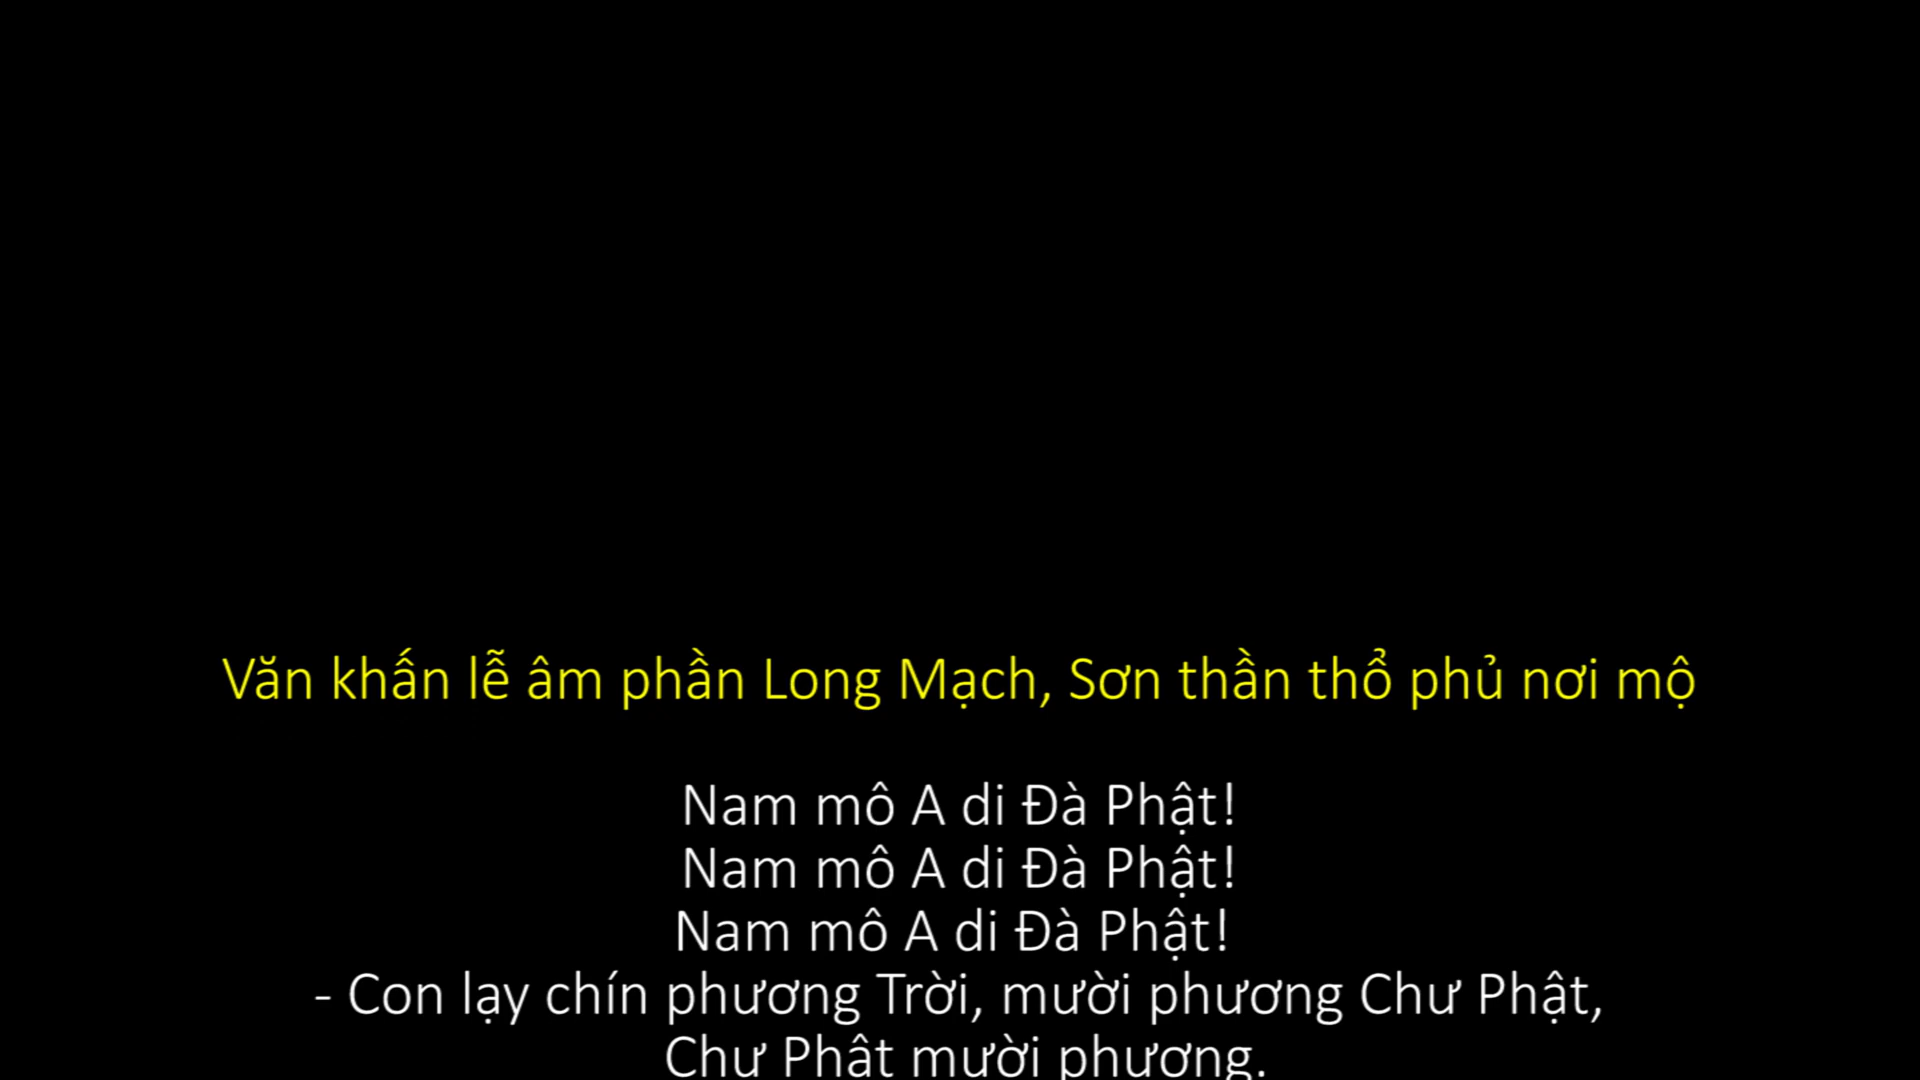 Văn khấn lễ âm phần Long Mạch, Sơn thần thổ phủ nơi mộ
Nam mô A di Đà Phật!
Nam mô A di Đà Phật!
Nam mô A di Đà Phật!
- Con lạy chín phương Trời, mười phương Chư Phật,
Chư Phật mười phương.